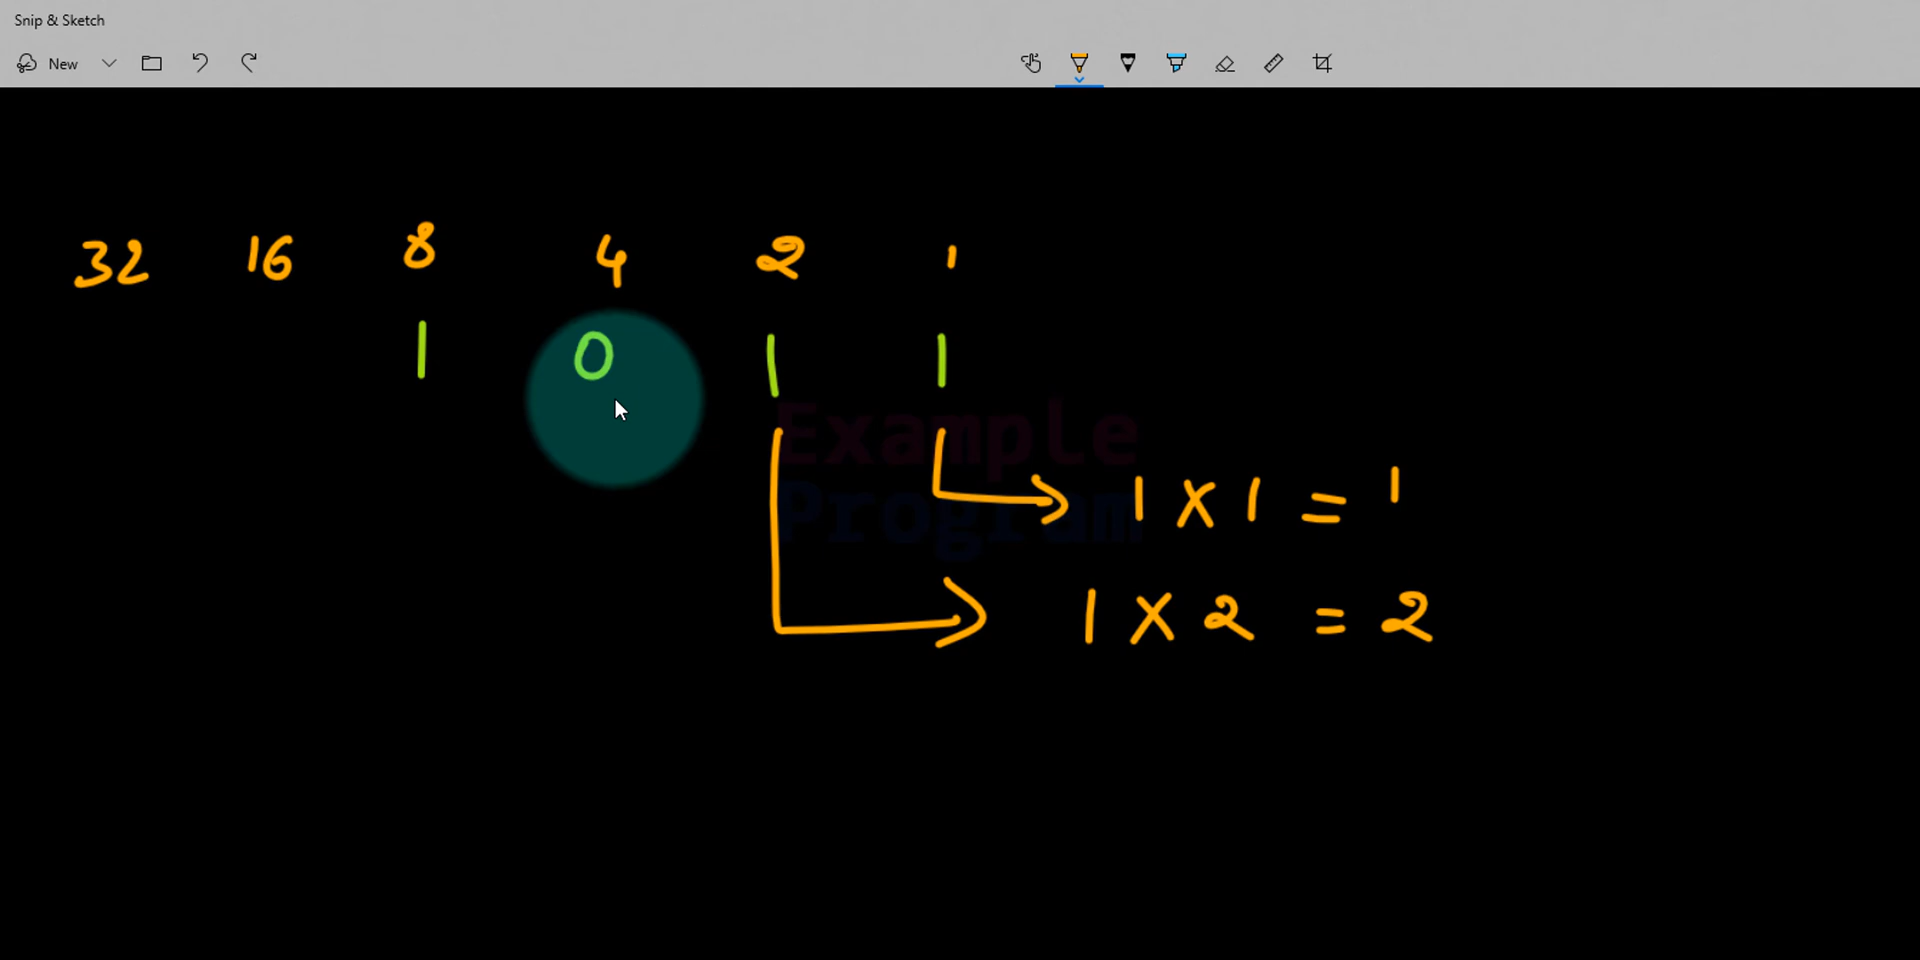 Snip & Sketch
New
32 16 8 4 2 1
1 0 1 1
Example
Program
1 X 1 = 1
1 X 2 = 2